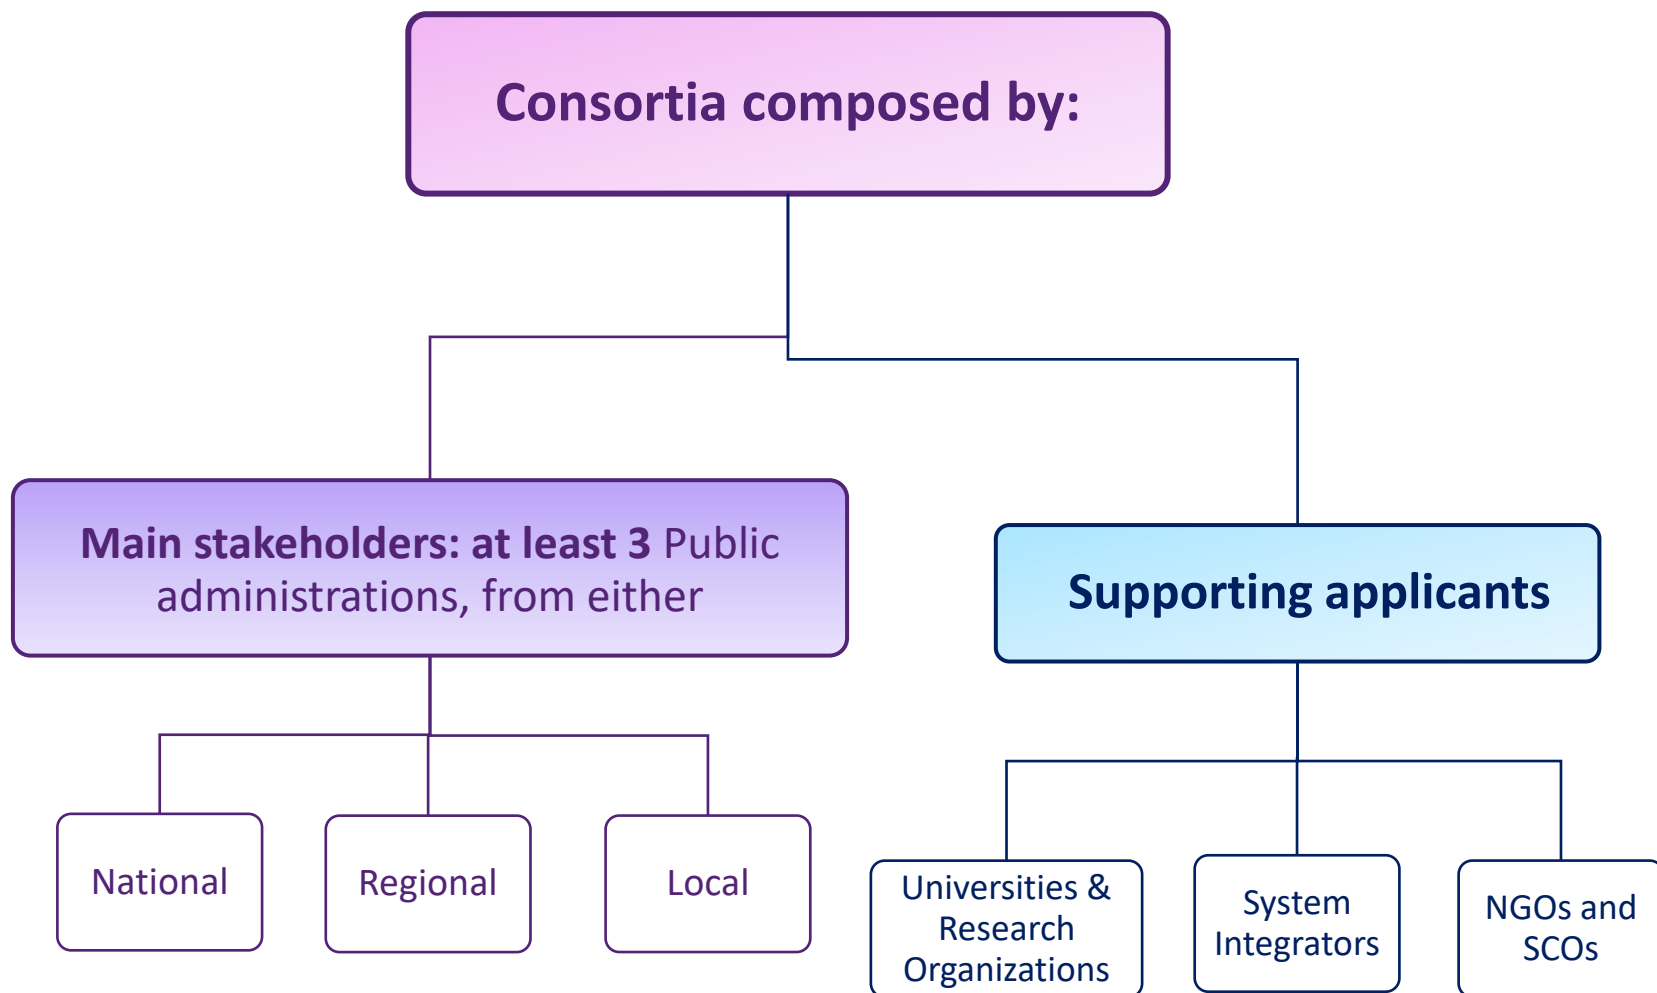 Consortia composed by:
Main stakeholders: at least 3 Public
administrations, from either
Supporting applicants
National
Regional
Local
Universities &
Research
Organizations
System
Integrators
NGOs and
SCOs